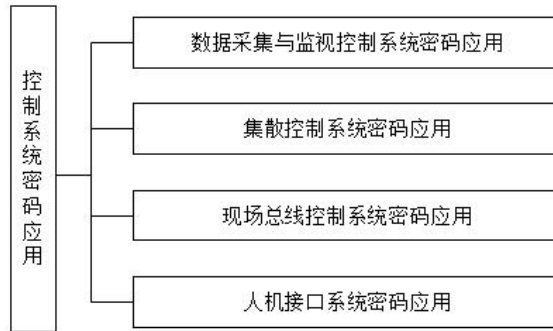 控制系统密码应用
数据采集与监视控制系统密码应用
集散控制系统密码应用
现场总线控制系统密码应用
人机接口系统密码应用